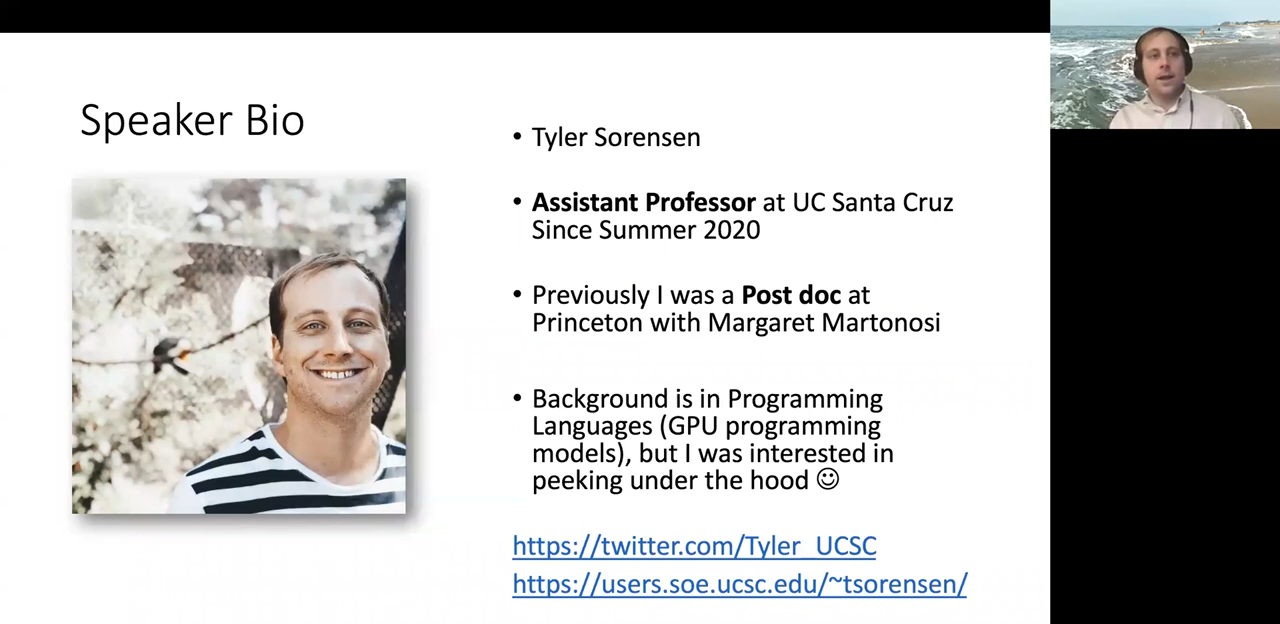 Speaker Bio
• Tyler Sorensen
• Assistant Professor at UC Santa Cruz
Since Summer 2020
• Previously I was a Post doc at
Princeton with Margaret Martonosi
• Background is in Programming
Languages (GPU programming
models), but I was interested in
peeking under the hood ☺
https://twitter.com/Tyler_UCSC
https://users.soe.ucsc.edu/~tsorensen/